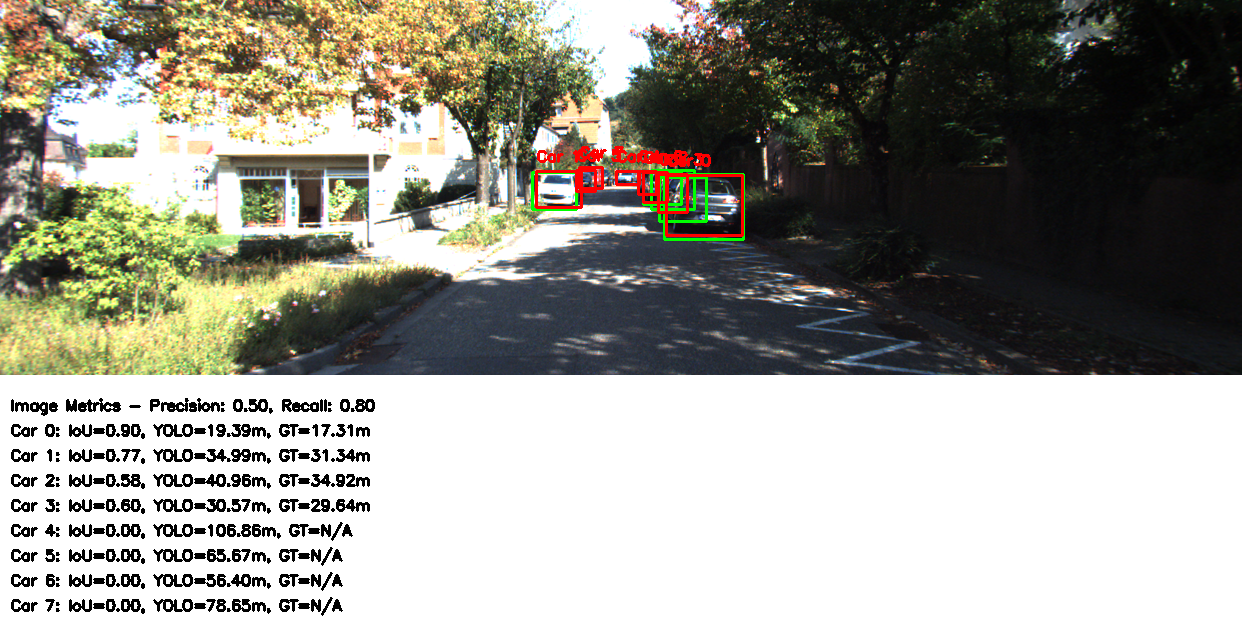 Car
Car
Image Metrics - Precision: 0.50, Recall: 0.80
Car 0: IoU=0.90, YOLO=19.39m, GT=17.31m
Car 1: IoU=0.77, YOLO=34.99m, GT=31.34m
Car 2: IoU=0.58, YOLO=40.96m, GT=34.92m
Car 3: IoU=0.60, YOLO=30.57m, GT=29.64m
Car 4: IoU=0.00, YOLO=106.86m, GT=N/A
Car 5: IoU=0.00, YOLO=65.67m, GT=N/A
Car 6: IoU=0.00, YOLO=56.40m, GT=N/A
Car 7: IoU=0.00, YOLO=78.65m, GT=N/A